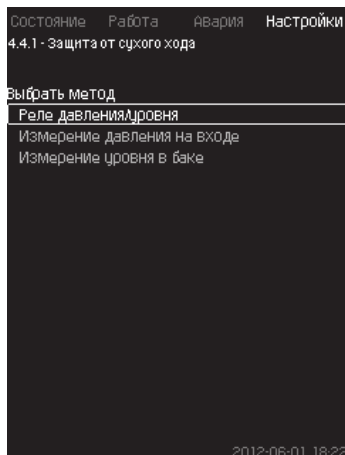 Состояние Работа Авария Настройки
4.4.1 - Защита от сухого хода
Выбрать метод
Реле давления/уровня
Измерение давления на входе
Измерение уровня в баке
2012-06-01 18:22